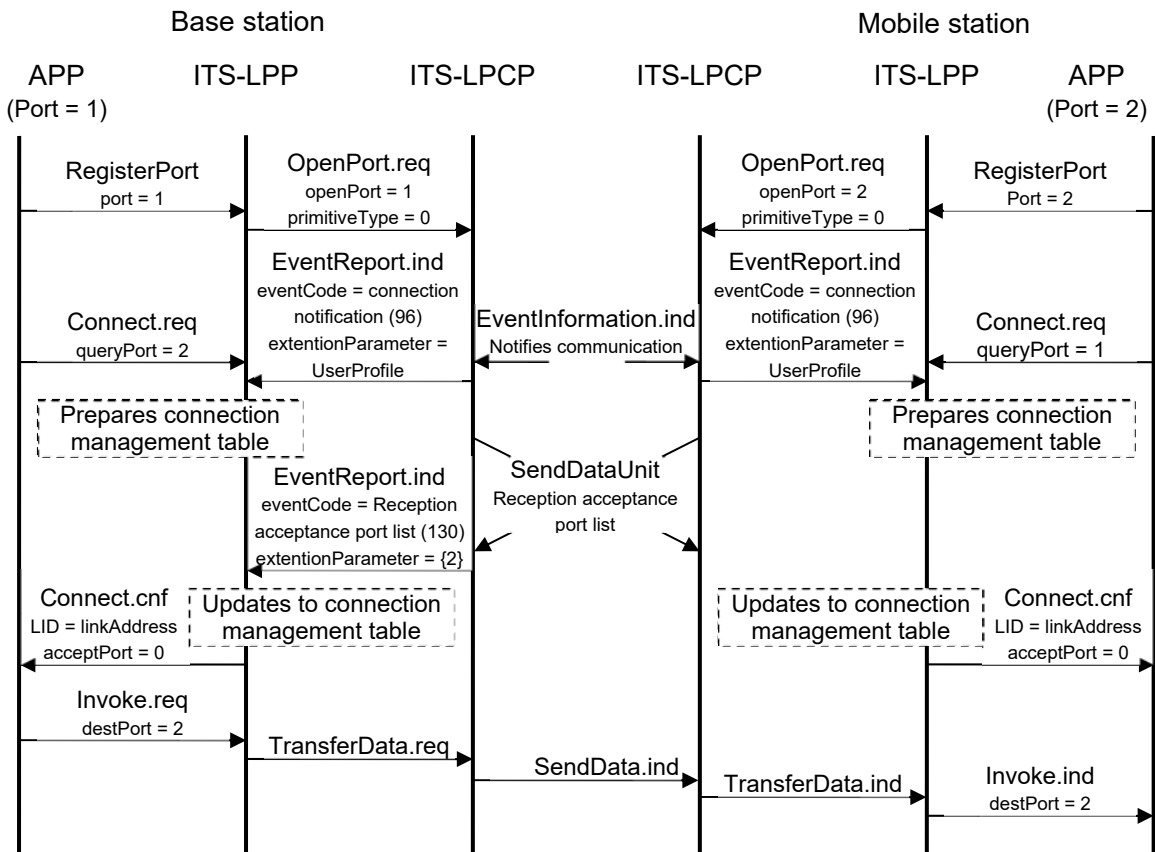 Base station
Mobile station
APP
ITS-LPP
ITS-LPCP
ITS-LPCP
ITS-LPP
APP
(Port = 1)
(Port = 2)
RegisterPort
port = 1
OpenPort.req
openPort = 1
primitiveType = 0
OpenPort.req
openPort = 2
primitiveType = 0
RegisterPort
Port = 2
EventReport.ind
eventCode = connection
notification (96)
extentionParameter =
UserProfile
EventReport.ind
eventCode = connection
notification (96)
extentionParameter =
UserProfile
Connect.req
queryPort = 2
EventInformation.ind
Notifies communication
Connect.req
queryPort = 1
Prepares connection
management table
Prepares connection
management table
SendDataUnit
Reception acceptance
port list
EventReport.ind
eventCode = Reception
acceptance port list (130)
extentionParameter = {2}
Connect.cnf
LID = linkAddress
acceptPort = 0
Updates to connection
management table
Updates to connection
management table
Connect.cnf
LID = linkAddress
acceptPort = 0
Invoke.req
destPort = 2
TransferData.req
SendData.ind
TransferData.ind
Invoke.ind
destPort = 2